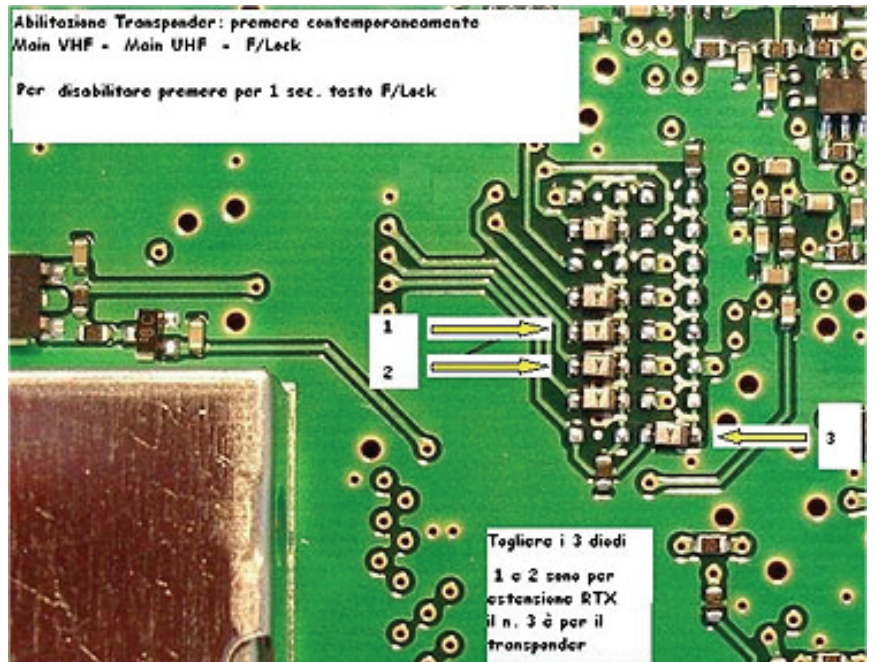 Abilitazione Transponder: premere contemporaneamente
Main VHF - Main UHF - F/Lock
Per disabilitare premere per 1 sec. tasto F/Lock
1
2
3
Togliere i 3 diodi
1 e 2 sono per
estensione RTX
il n. 3 è per il
transponder